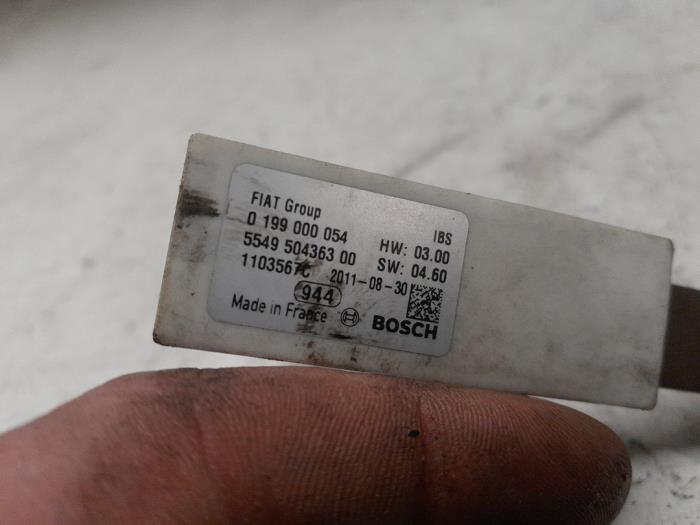 FIAT Group
IBS
0 199 000 054 HW: 03.00
5549 504363 00 SW: 04.60
1103567C 2011-08-30
944
Made in France BOSCH